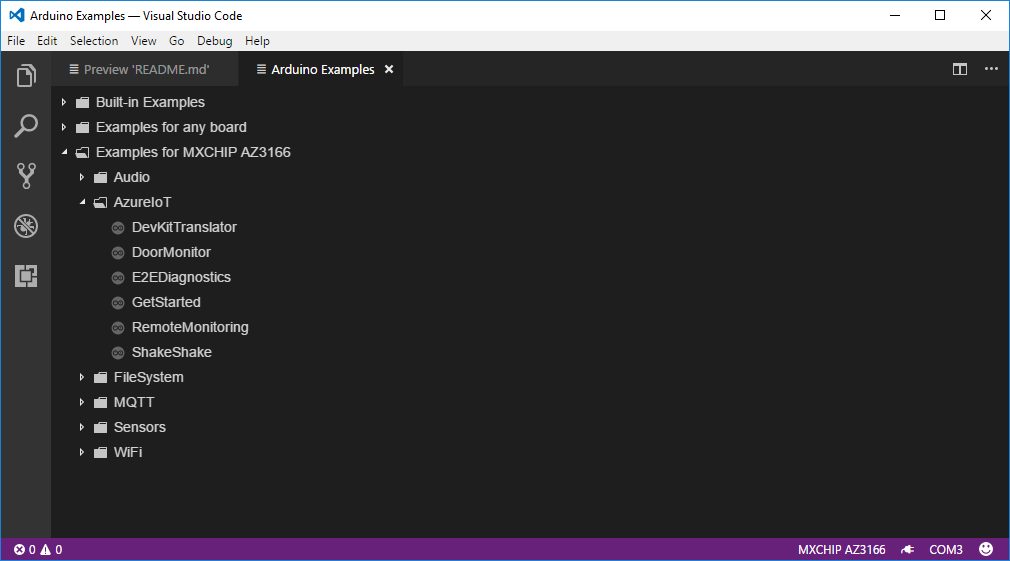 Arduino Examples — Visual Studio Code
File Edit Selection View Go Debug Help
Preview 'README.md' Arduino Examples
Built-in Examples
Examples for any board
Examples for MXCHIP AZ3166
Audio
AzureIoT
DevKitTranslator
DoorMonitor
E2EDiagnostics
GetStarted
RemoteMonitoring
ShakeShake
FileSystem
MQTT
Sensors
WiFi
0 0 MXCHIP AZ3166 COM3